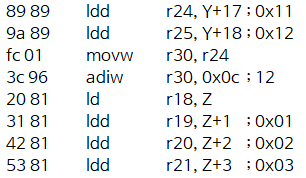 89 89 ldd r24, Y+17 ; 0x11
9a 89 ldd r25, Y+18 ; 0x12
fc 01 movw r30, r24
3c 96 adiw r30, 0x0c ; 12
20 81 ld r18, Z
31 81 ldd r19, Z+1 ; 0x01
42 81 ldd r20, Z+2 ; 0x02
53 81 ldd r21, Z+3 ; 0x03